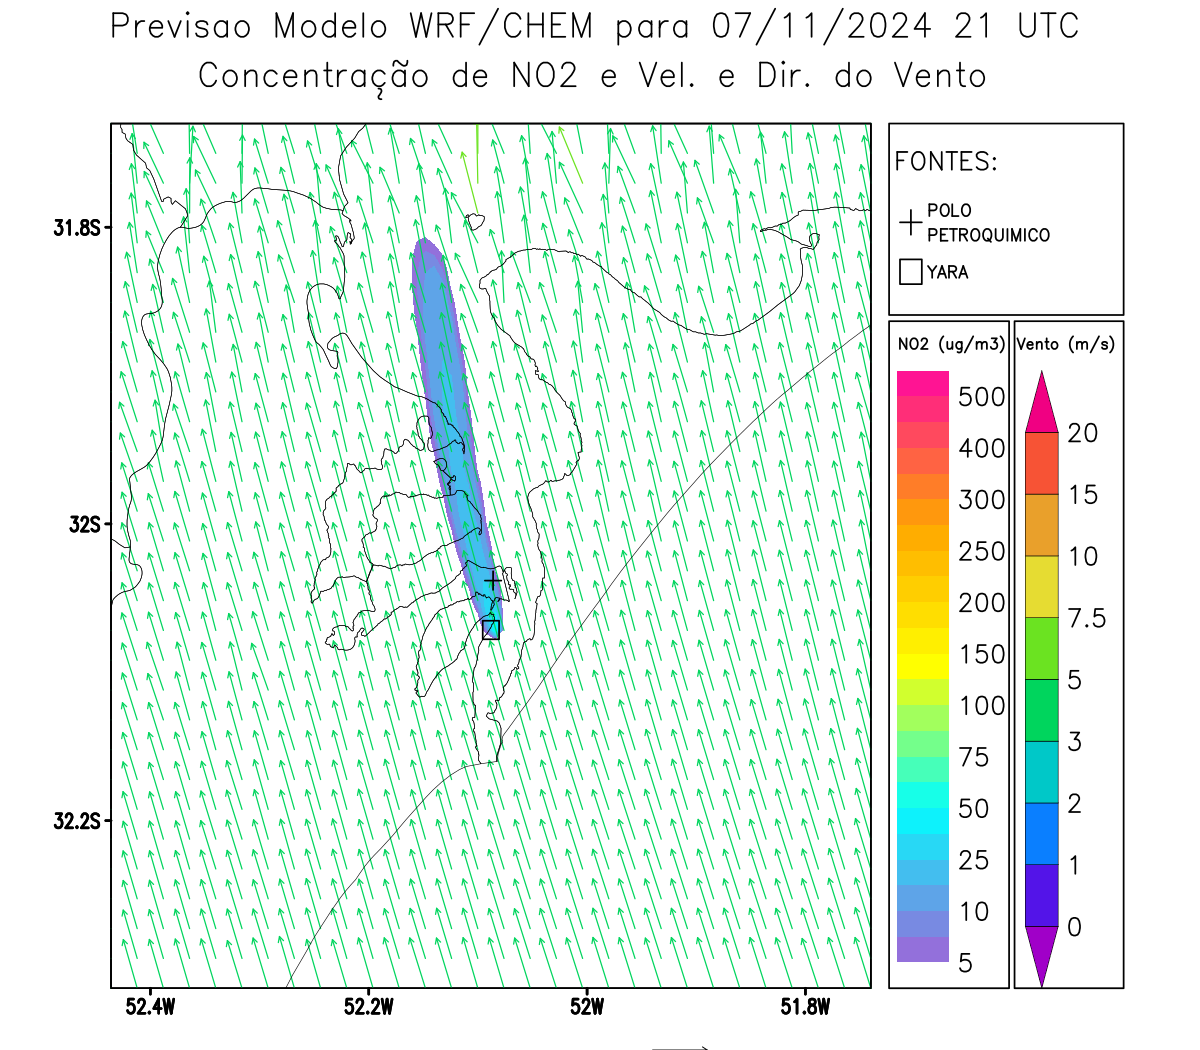 Previsao Modelo WRF/CHEM para 07/11/2024 21 UTC
Concentração de NO2 e Vel. e Dir. do Vento
FONTES:
POLO
PETROQUIMICO
YARA
NO2 (ug/m3)
500
400
300
250
200
150
100
75
50
25
10
5
Vento (m/s)
20
15
10
7.5
5
3
2
1
0
31.8S
32S
32.2S
52.4W
52.2W
52W
51.8W